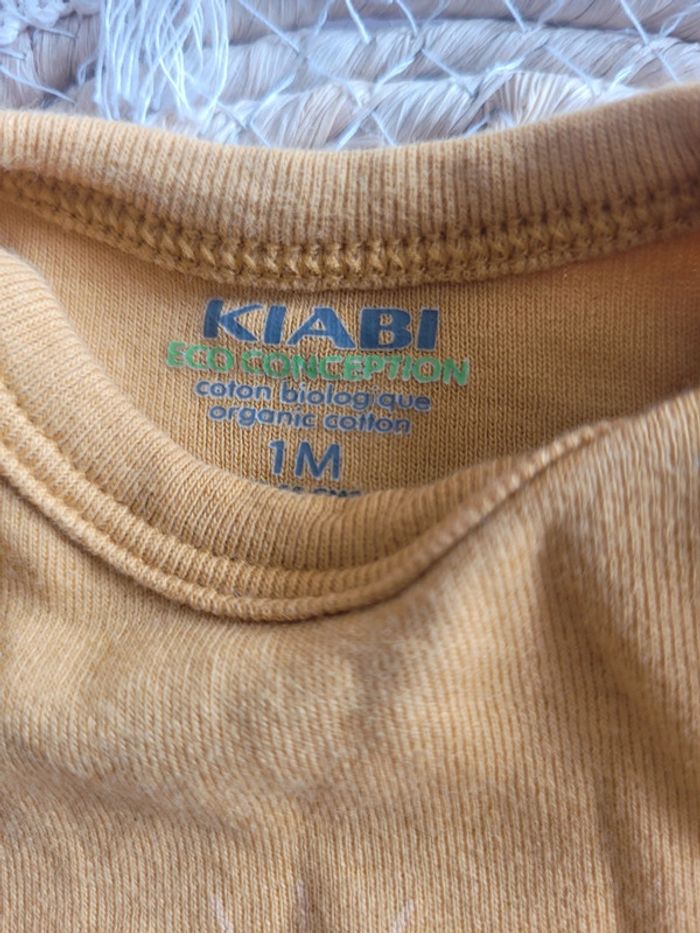 KIABI
ECO CONCEPTION
coton biologique
organic cotton
1M